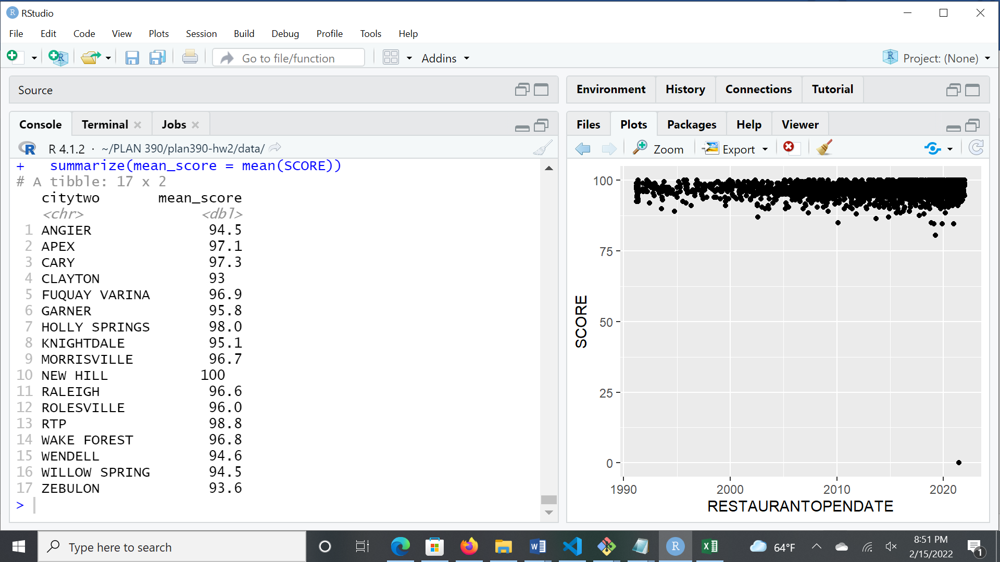 RStudio
File Edit Code View Plots Session Build Debug Profile Tools Help
Go to file/function Addins Project: (None)
Source
Environment History Connections Tutorial
Console Terminal Jobs
Files Plots Packages Help Viewer
R 4.1.2 · ~/PLAN 390/plan390-hw2/data/
Zoom Export
+ summarize(mean_score = mean(SCORE))
# A tibble: 17 x 2
citytwo mean_score
<chr> <dbl>
1 ANGIER 94.5
2 APEX 97.1
3 CARY 97.3
4 CLAYTON 93
5 FUQUAY VARINA 96.9
6 GARNER 95.8
7 HOLLY SPRINGS 98.0
8 KNIGHTDALE 95.1
9 MORRISVILLE 96.7
10 NEW HILL 100
11 RALEIGH 96.6
12 ROLESVILLE 96.0
13 RTP 98.8
14 WAKE FOREST 96.8
15 WENDELL 94.6
16 WILLOW SPRING 94.5
17 ZEBULON 93.6
>
100
75
50
25
0
SCORE
1990 2000 2010 2020
RESTAURANTOPENDATE
Type here to search
64°F
8:51 PM
2/15/2022
1